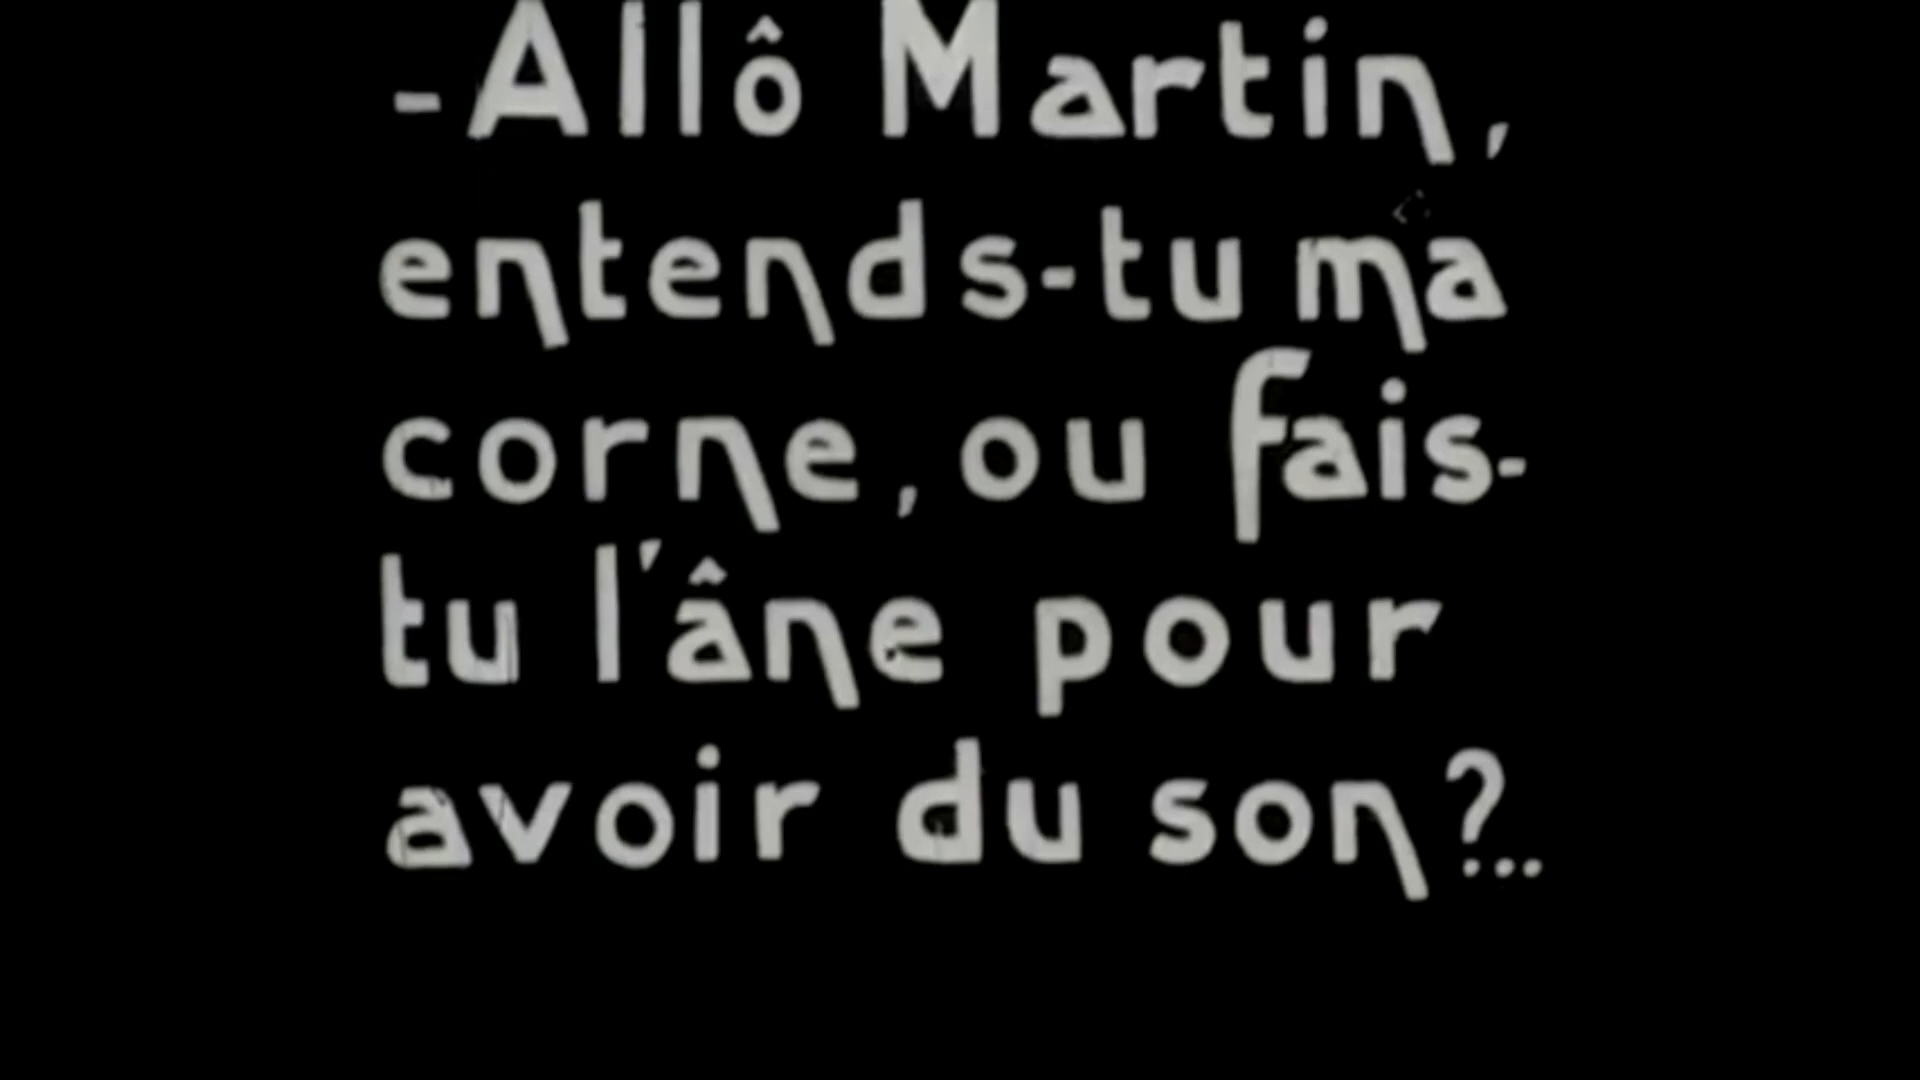 -Allô Martin,
entends-tu ma
corne, ou fais-
tu l'âne pour
avoir du son?...